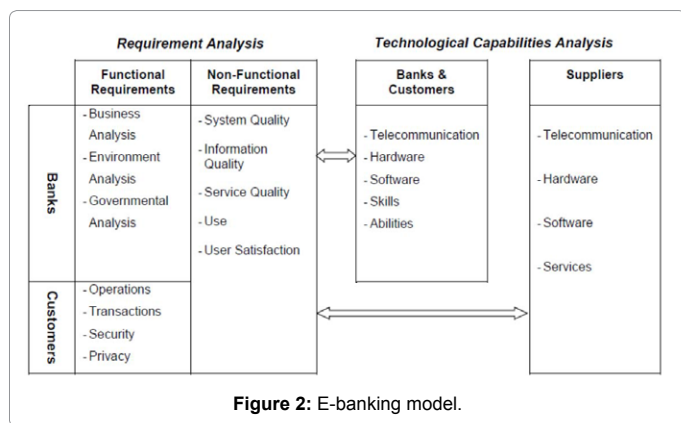 Requirement Analysis
Technological Capabilities Analysis
Functional
Requirements
Non-Functional
Requirements
Banks &
Customers
Suppliers
Banks
- Business
Analysis
- Environment
Analysis
- Governmental
Analysis
Customers
- Operations
- Transactions
- Security
- Privacy
- System Quality
- Information
Quality
- Service Quality
- Use
- User Satisfaction
- Telecommunication
- Hardware
- Software
- Skills
- Abilities
- Telecommunication
- Hardware
- Software
- Services
Figure 2: E-banking model.